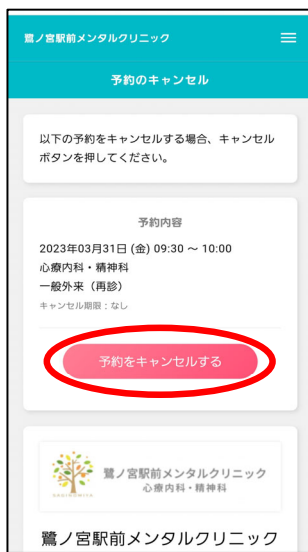 鷺ノ宮駅前メンタルクリニック
予約のキャンセル
以下の予約をキャンセルする場合、キャンセル
ボタンを押してください。
予約内容
2023年03月31日 (金) 09:30 ～ 10:00
心療内科・精神科
一般外来（再診）
キャンセル期限：なし
予約をキャンセルする
鷺ノ宮駅前メンタルクリニック
心療内科・精神科
鷺ノ宮駅前メンタルクリニック